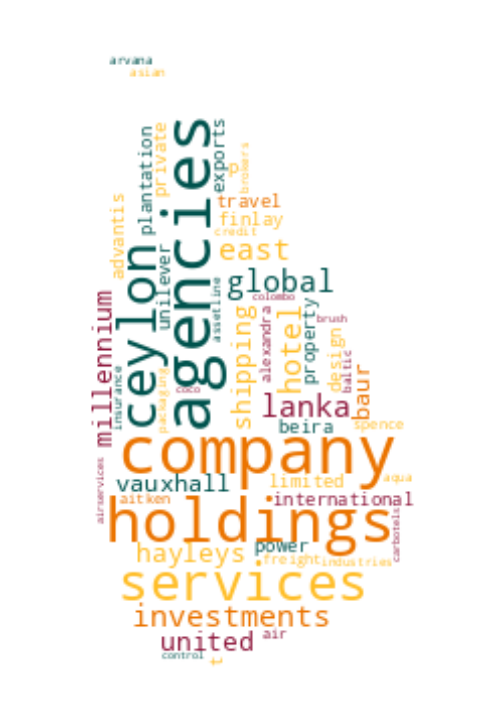 arvana
asian
agencies
ceylon
plantation
private
exports
p
brokers
travel
finlay
credit
advantis
unilever
assetline
east
global
colombo
millennium
insurance
packaging
coco
shipping
alexandra
hotel
property
brush
design
baltic
baur
lanka
beira
spence
company
vauxhall
limited
aqua
airservices
aitken
international
holdings
carbotels
hayleys
power
freight
industries
services
investments
united
air
control
t